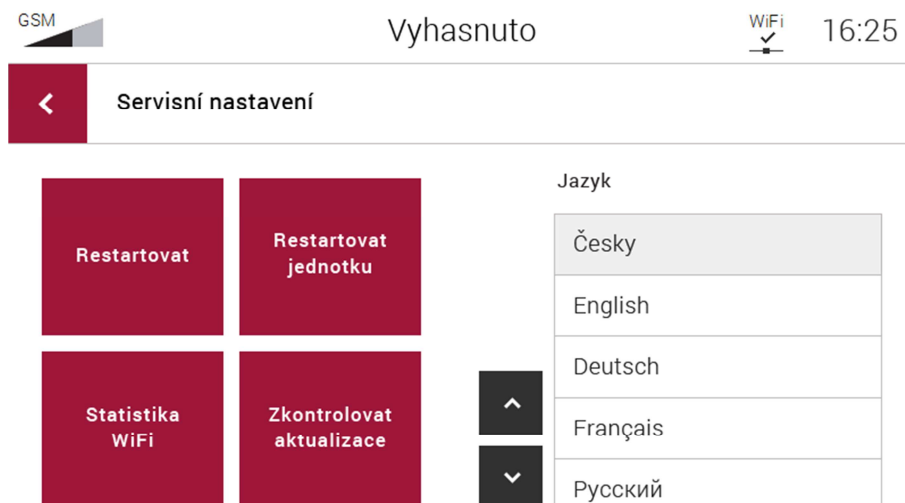 GSM
Vyhasnuto
WiFi
16:25
Servisní nastavení
Restartovat
Restartovat
jednotku
Statistika
WiFi
Zkontrolovat
aktualizace
Jazyk
Česky
English
Deutsch
Français
Русский